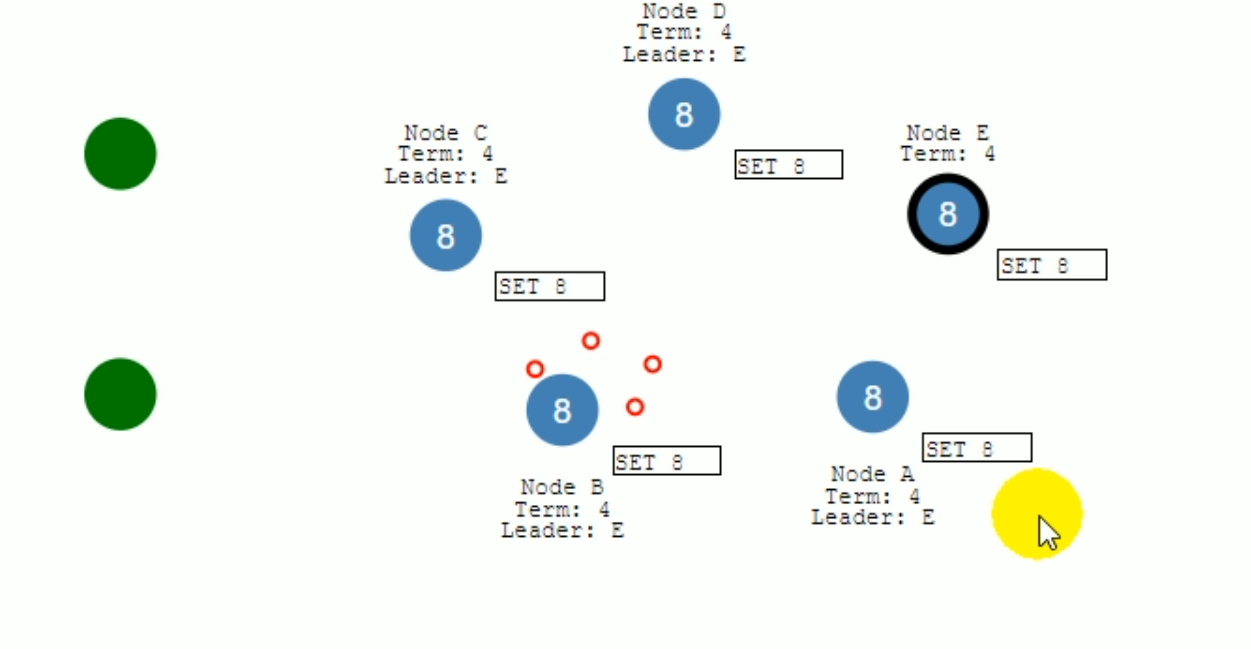 Node D
Term: 4
Leader: E
8
SET 8
Node C
Term: 4
Leader: E
8
SET 8
Node E
Term: 4
8
SET 8
8
SET 8
Node B
Term: 4
Leader: E
8
SET 8
Node A
Term: 4
Leader: E